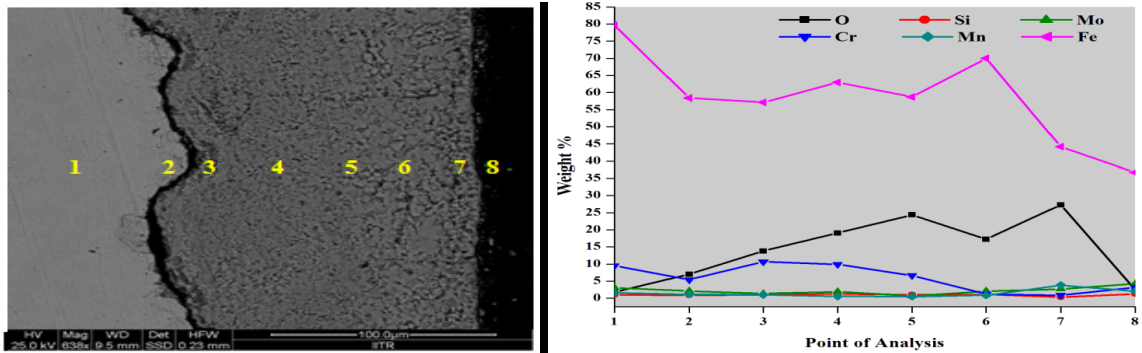 1 2 3 4 5 6 7 8
HV Mag WD Det HFW
25.0 kV 638x 9.5 mm SSD 0.23 mm
100.0µm
IITR
O Si Mo
Cr Mn Fe
Weight %
85
80
75
70
65
60
55
50
45
40
35
30
25
20
15
10
5
0
1 2 3 4 5 6 7 8
Point of Analysis